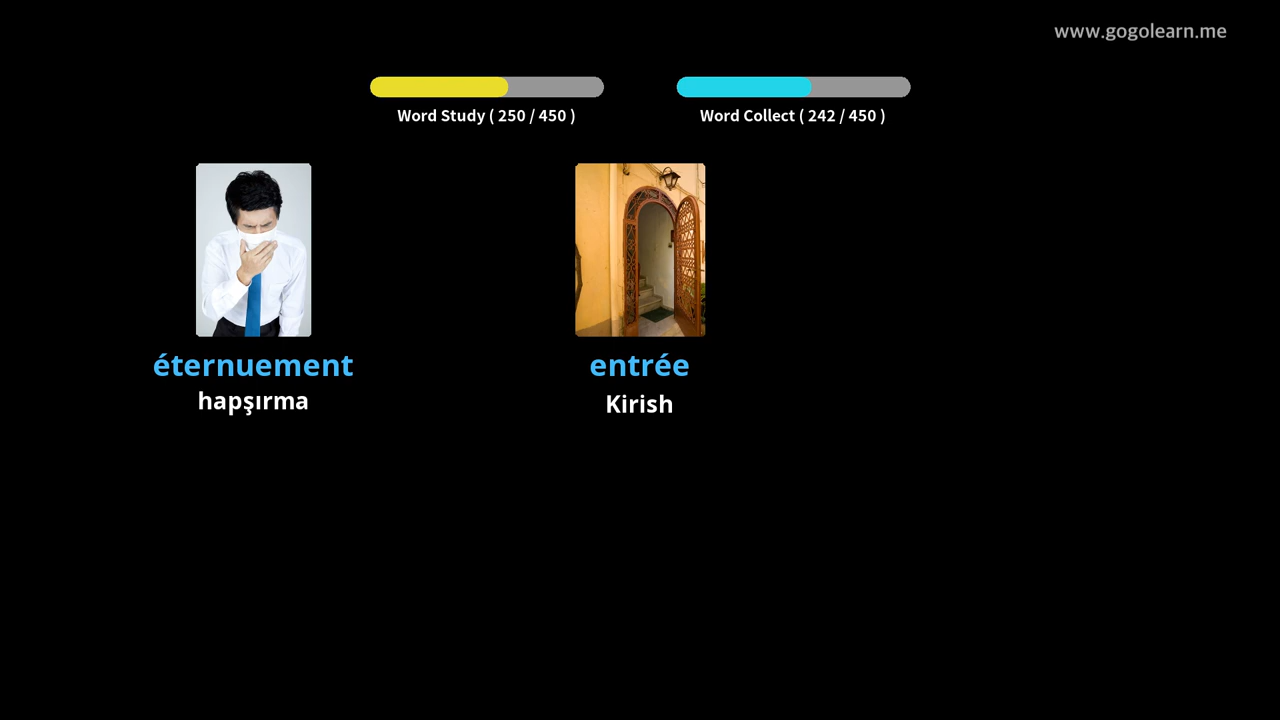 www.gogolearn.me
Word Study ( 250 / 450 )
Word Collect ( 242 / 450 )
éternuement
hapşırma
entrée
Kirish